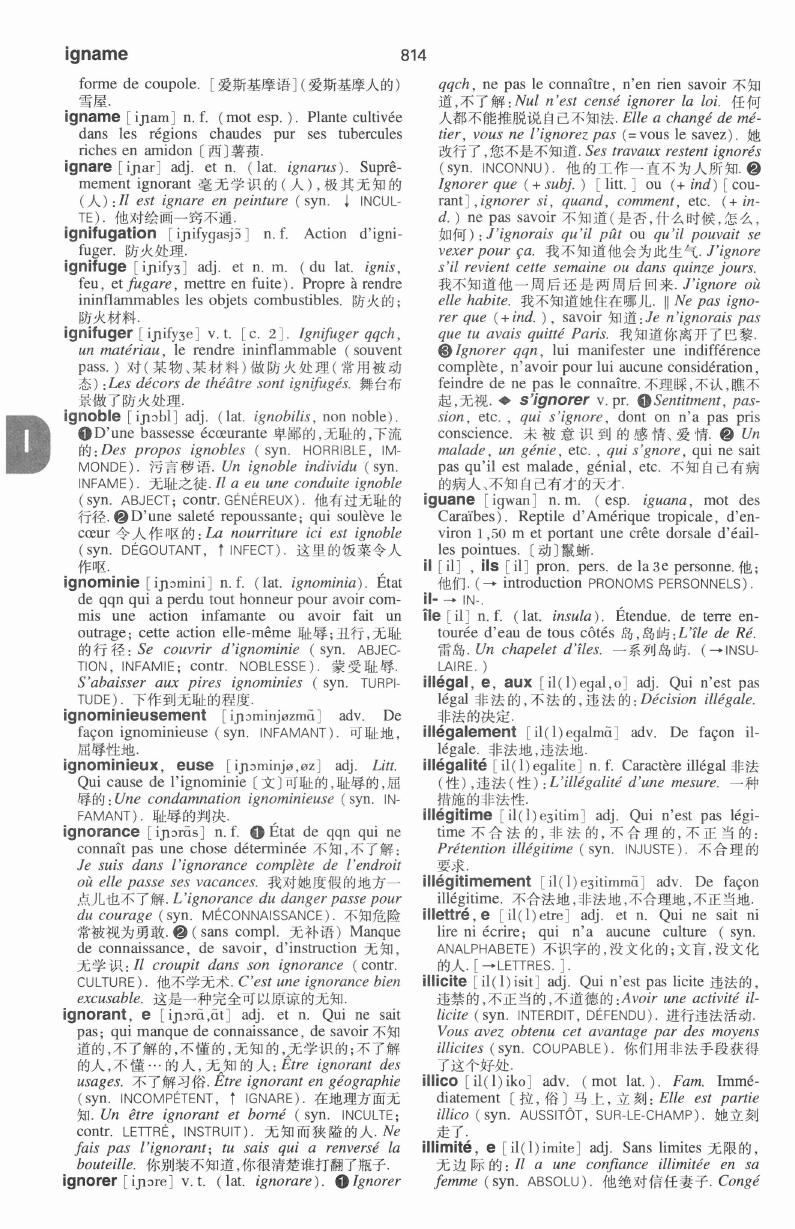 igname
814
forme de coupole. [爱斯基摩语](爱斯基摩人的)
雪屋.
igname [iɲam] n. f. (mot esp.). Plante cultivée
dans les régions chaudes pur ses tubercules
riches en amidon [西]薯蓣.
ignare [iɲar] adj. et n. (lat. ignarus). Suprê-
mement ignorant 毫无学识的(人),极其无知的
(人):Il est ignare en peinture (syn. ↓ INCUL-
TE). 他对绘画一窍不通.
ignifugation [iɲifygasjɔ̃] n. f. Action d'igni-
fuger. 防火处理.
ignifuge [iɲifyʒ] adj. et n. m. (du lat. ignis,
feu, et fugare, mettre en fuite). Propre à rendre
ininflammables les objets combustibles. 防火的;
防火材料.
ignifuger [iɲifyʒe] v. t. [c. 2]. Ignifuger qqch,
un matériau, le rendre ininflammable (souvent
pass.) 对(某物、某材料)做防火处理(常用被动
态):Les décors de théâtre sont ignifugés. 舞台布
景做了防火处理.
I
ignoble [iɲɔbl] adj. (lat. ignobilis, non noble).
❶D'une bassesse écœurante 卑鄙的,无耻的,下流
的:Des propos ignobles (syn. HORRIBLE, IM-
MONDE). 污言秽语. Un ignoble individu (syn.
INFAME). 无耻之徒. Il a eu une conduite ignoble
(syn. ABJECT; contr. GÉNÉREUX). 他有过无耻的
行径. ❷D'une saleté repoussante; qui soulève le
cœur 令人作呕的:La nourriture ici est ignoble
(syn. DÉGOUTANT, ↑ INFECT). 这里的饭菜令人
作呕.
ignominie [iɲɔmini] n. f. (lat. ignominia). État
de qqn qui a perdu tout honneur pour avoir com-
mis une action infamante ou avoir fait un
outrage; cette action elle-même 耻辱;丑行,无耻
的行径: Se couvrir d'ignominie (syn. ABJEC-
TION, INFAMIE; contr. NOBLESSE). 蒙受耻辱.
S'abaisser aux pires ignominies (syn. TURPI-
TUDE). 下作到无耻的程度.
ignominieusement [iɲɔminjøzmɑ̃] adv. De
façon ignominieuse (syn. INFAMANT). 可耻地,
屈辱性地.
ignominieux, euse [iɲɔminjø,øz] adj. Litt.
Qui cause de l'ignominie [文]可耻的,耻辱的,屈
辱的:Une condamnation ignominieuse (syn. IN-
FAMANT). 耻辱的判决.
ignorance [iɲɔrɑ̃s] n. f. ❶ État de qqn qui ne
connaît pas une chose déterminée 不知,不了解:
Je suis dans l'ignorance complète de l'endroit
où elle passe ses vacances. 我对她度假的地方一
点儿也不了解. L'ignorance du danger passe pour
du courage (syn. MÉCONNAISSANCE). 不知危险
常被视为勇敢. ❷(sans compl. 无补语) Manque
de connaissance, de savoir, d'instruction 无知,
无学识:Il croupit dans son ignorance (contr.
CULTURE). 他不学无术. C'est une ignorance bien
excusable. 这是一种完全可以原谅的无知.
ignorant, e [iɲɔrɑ̃,ɑ̃t] adj. et n. Qui ne sait
pas; qui manque de connaissance, de savoir 不知
道的,不了解的,不懂的,无知的,无学识的;不了解
的人,不懂…的人,无知的人: Être ignorant des
usages. 不了解习俗. Être ignorant en géographie
(syn. INCOMPÉTENT, ↑ IGNARE). 在地理方面无
知. Un être ignorant et borné (syn. INCULTE;
contr. LETTRÉ, INSTRUIT). 无知而狭隘的人. Ne
fais pas l'ignorant; tu sais qui a renversé la
bouteille. 你别装不知道,你很清楚谁打翻了瓶子.
ignorer [iɲɔre] v. t. (lat. ignorare). ❶ Ignorer
qqch, ne pas le connaître, n'en rien savoir 不知
道,不了解:Nul n'est censé ignorer la loi. 任何
人都不能推脱说自己不知法. Elle a changé de mé-
tier, vous ne l'ignorez pas (= vous le savez). 她
改行了,您不是不知道. Ses travaux restent ignorés
(syn. INCONNU). 他的工作一直不为人所知. ❷
Ignorer que (+ subj.) [litt.] ou (+ ind) [cou-
rant], ignorer si, quand, comment, etc. (+ in-
d.) ne pas savoir 不知道(是否,什么时候,怎么,
如何):J'ignorais qu'il pût ou qu'il pouvait se
vexer pour ça. 我不知道他会为此生气. J'ignore
s'il revient cette semaine ou dans quinze jours.
我不知道他一周后还是两周后回来. J'ignore où
elle habite. 我不知道她住在哪儿. ‖ Ne pas igno-
rer que (+ ind.), savoir 知道:Je n'ignorais pas
que tu avais quitté Paris. 我知道你离开了巴黎.
❸Ignorer qqn, lui manifester une indifférence
complète, n'avoir pour lui aucune considération,
feindre de ne pas le connaître. 不理睬,不认,瞧不
起,无视. ◆ s'ignorer v. pr. ❶Sentiment, pas-
sion, etc., qui s'ignore, dont on n'a pas pris
conscience. 未被意识到的感情、爱情. ❷ Un
malade, un génie, etc., qui s'gnore, qui ne sait
pas qu'il est malade, génial, etc. 不知自己有病
的病人、不知自己有才的天才.
iguane [igwan] n. m. (esp. iguana, mot des
Caraïbes). Reptile d'Amérique tropicale, d'en-
viron 1,50 m et portant une crête dorsale d'éail-
les pointues. [动]鬣蜥.
il [il], ils [il] pron. pers. de la 3e personne. 他;
他们. (→ introduction PRONOMS PERSONNELS).
il- → IN-.
île [il] n. f. (lat. insula). Étendue. de terre en-
tourée d'eau de tous côtés 岛,岛屿:L'île de Ré.
雷岛. Un chapelet d'îles. 一系列岛屿. (→INSU-
LAIRE.)
illégal, e, aux [il(l)egal,o] adj. Qui n'est pas
légal 非法的,不法的,违法的:Décision illégale.
非法的决定.
illégalement [il(l)egalmɑ̃] adv. De façon il-
légale. 非法地,违法地.
illégalité [il(l)egalite] n. f. Caractère illégal 非法
(性),违法(性):L'illégalité d'une mesure. 一种
措施的非法性.
illégitime [il(l)eʒitim] adj. Qui n'est pas légi-
time 不合法的,非法的,不合理的,不正当的:
Prétention illégitime (syn. INJUSTE). 不合理的
要求.
illégitimement [il(l)eʒitimmɑ̃] adv. De façon
illégitime. 不合法地,非法地,不合理地,不正当地.
illettré, e [il(l)etre] adj. et n. Qui ne sait ni
lire ni écrire; qui n'a aucune culture (syn.
ANALPHABETE) 不识字的,没文化的;文盲,没文化
的人. [→LETTRES.].
illicite [il(l)isit] adj. Qui n'est pas licite 违法的,
违禁的,不正当的,不道德的:Avoir une activité il-
licite (syn. INTERDIT, DÉFENDU). 进行违法活动.
Vous avez obtenu cet avantage par des moyens
illicites (syn. COUPABLE). 你们用非法手段获得
了这个好处.
illico [il(l)iko] adv. (mot lat.). Fam. Immé-
diatement [拉,俗]马上,立刻: Elle est partie
illico (syn. AUSSITÔT, SUR-LE-CHAMP). 她立刻
走了.
illimité, e [il(l)imite] adj. Sans limites 无限的,
无边际的: Il a une confiance illimitée en sa
femme (syn. ABSOLU). 他绝对信任妻子. Congé